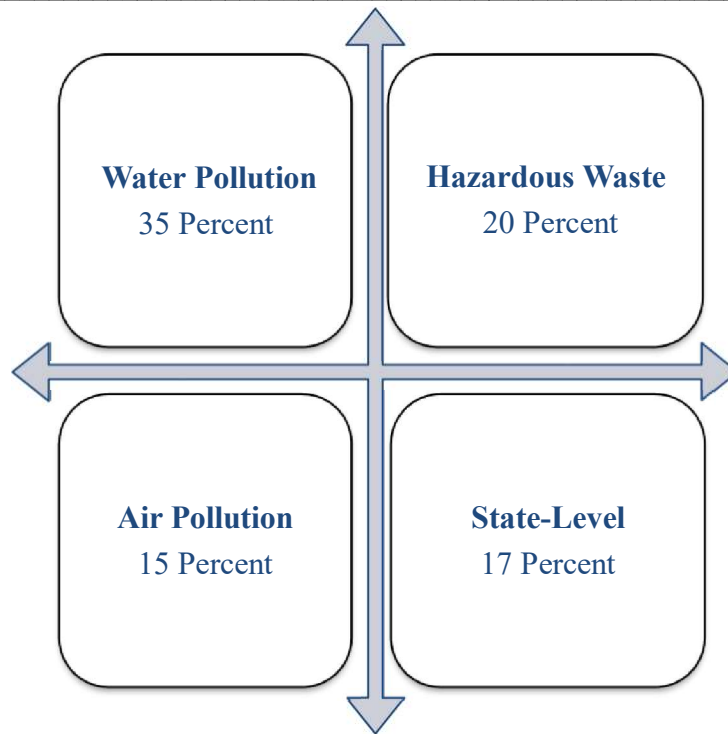 Water Pollution
35 Percent
Hazardous Waste
20 Percent
Air Pollution
15 Percent
State-Level
17 Percent